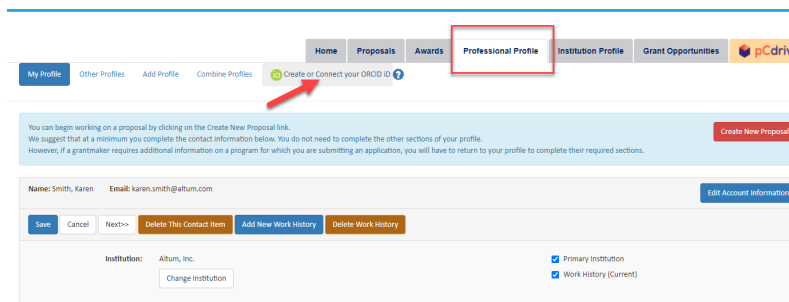 Home Proposals Awards Professional Profile Institution Profile Grant Opportunities pCdriv
My Profile Other Profiles Add Profile Combine Profiles iD Create or Connect your ORCID iD ?
You can begin working on a proposal by clicking on the Create New Proposal link.
We suggest that at a minimum you complete the contact information below. You do not need to complete the other sections of your profile.
However, if a grantmaker requires additional information on a program for which you are submitting an application, you will have to return to your profile to complete their required sections.
Create New Proposal
Name: Smith, Karen Email: karen.smith@altum.com
Edit Account Information
Save Cancel Next>> Delete This Contact Item Add New Work History Delete Work History
Institution: Altum, Inc. Primary Institution
Change Institution Work History (Current)